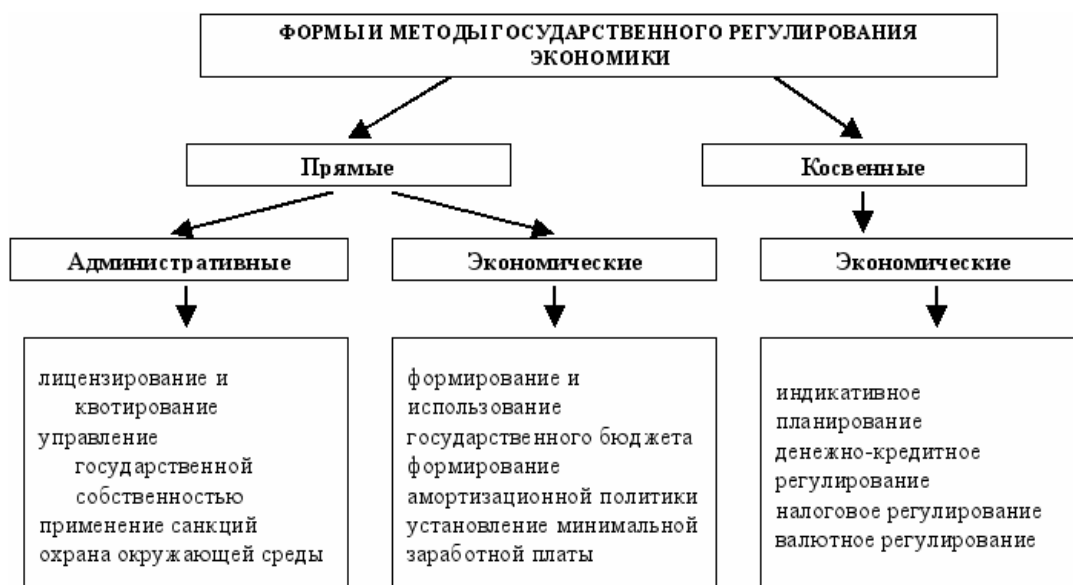 ФОРМЫ И МЕТОДЫ ГОСУДАРСТВЕННОГО РЕГУЛИРОВАНИЯ
ЭКОНОМИКИ
Прямые
Косвенные
Административные
Экономические
Экономические
лицензирование и
квотирование
управление
государственной
собственностью
применение санкций
охрана окружающей среды
формирование и
использование
государственного бюджета
формирование
амортизационной политики
установление минимальной
заработной платы
индикативное
планирование
денежно-кредитное
регулирование
налоговое регулирование
валютное регулирование